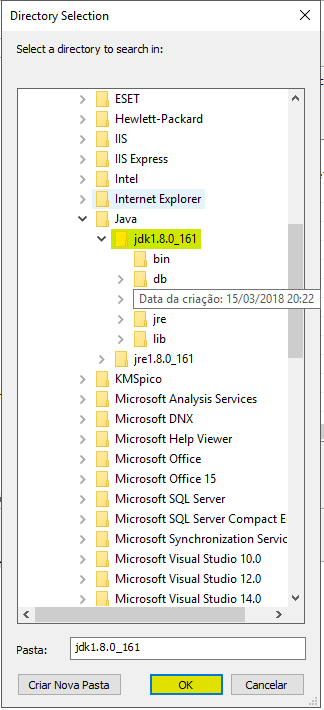 Directory Selection
Select a directory to search in:
ESET
Hewlett-Packard
IIS
IIS Express
Intel
Internet Explorer
Java
jdk1.8.0_161
bin
db
Data da criação: 15/03/2018 20:22
jre
lib
jre1.8.0_161
KMSpico
Microsoft Analysis Services
Microsoft DNX
Microsoft Help Viewer
Microsoft Office
Microsoft Office 15
Microsoft SQL Server
Microsoft SQL Server Compact E
Microsoft Synchronization Servic
Microsoft Visual Studio 10.0
Microsoft Visual Studio 12.0
Microsoft Visual Studio 14.0
Pasta: jdk1.8.0_161
Criar Nova Pasta OK Cancelar